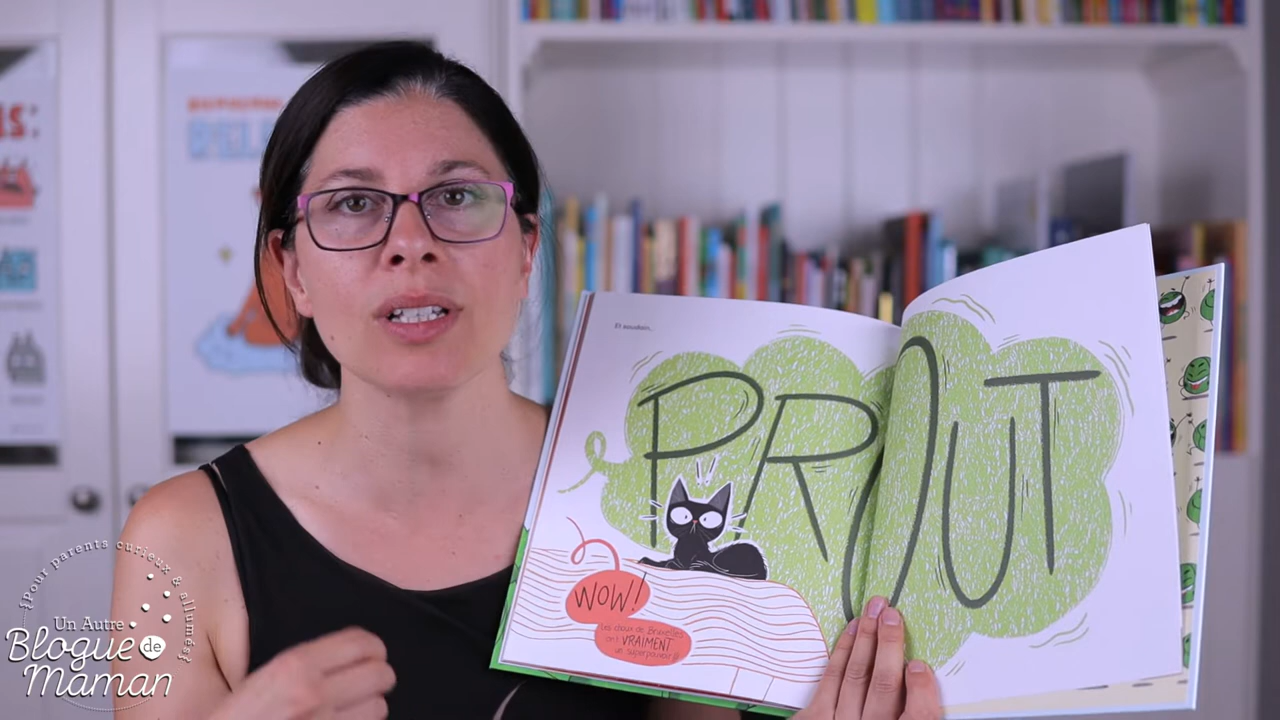 Et soudain,
PROUT
WOW!
Les choux de Bruxelles
ont VRAIMENT
un superpouvoir!
{Pour parents curieux & allumés}
Un Autre
Blogue de
Maman